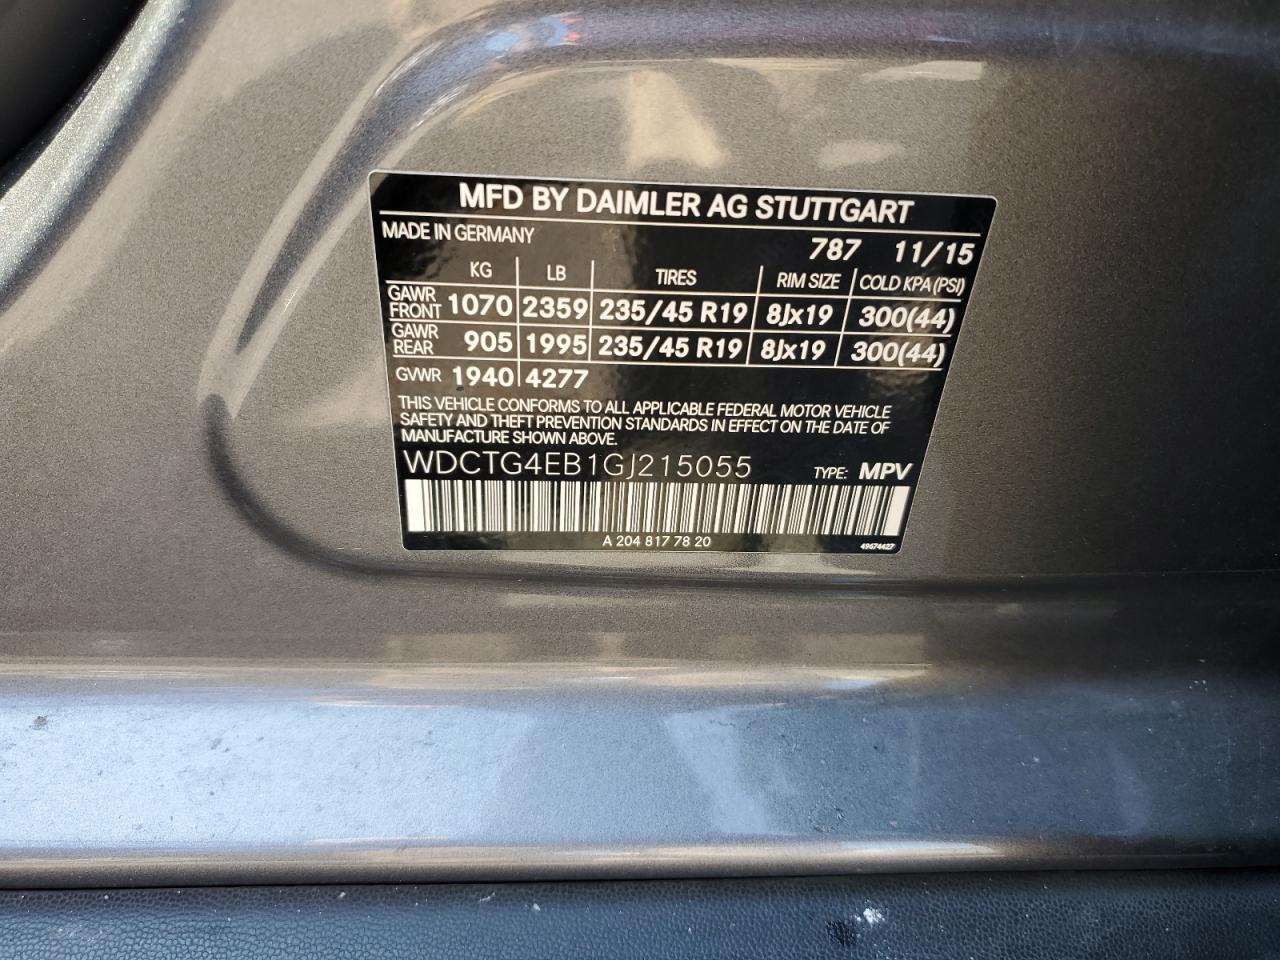 MFD BY DAIMLER AG STUTTGART
MADE IN GERMANY 787 11/15
KG LB TIRES RIM SIZE COLD KPA (PSI)
GAWR FRONT 1070 2359 235/45 R19 8Jx19 300(44)
GAWR REAR 905 1995 235/45 R19 8Jx19 300(44)
GVWR 1940 4277
THIS VEHICLE CONFORMS TO ALL APPLICABLE FEDERAL MOTOR VEHICLE
SAFETY AND THEFT PREVENTION STANDARDS IN EFFECT ON THE DATE OF
MANUFACTURE SHOWN ABOVE.
WDCTG4EB1GJ215055 TYPE: MPV
A 204 817 78 20 49574427